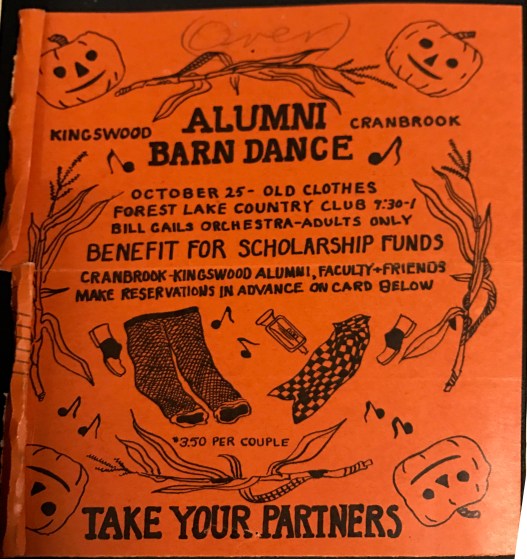 Over
KINGSWOOD ALUMNI CRANBROOK
BARN DANCE
OCTOBER 25- OLD CLOTHES
FOREST LAKE COUNTRY CLUB 9:30-1
BILL GAILS ORCHESTRA-ADULTS ONLY
BENEFIT FOR SCHOLARSHIP FUNDS
CRANBROOK-KINGSWOOD ALUMNI, FACULTY+FRIENDS
MAKE RESERVATIONS IN ADVANCE ON CARD BELOW
$3.50 PER COUPLE
TAKE YOUR PARTNERS